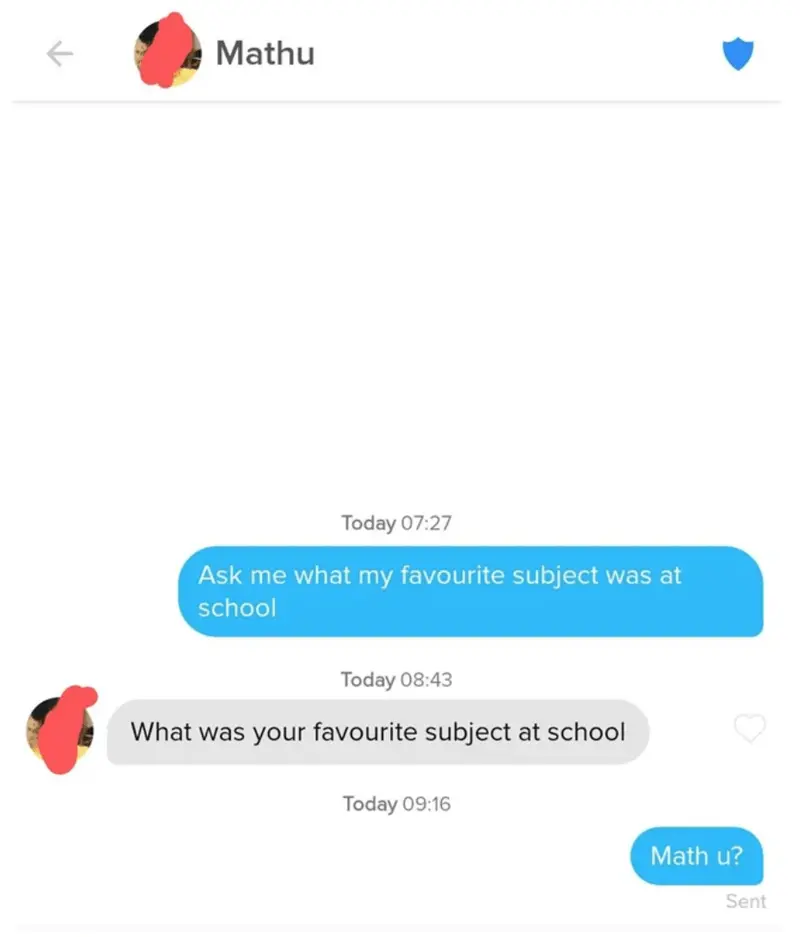 Mathu
Today 07:27
Ask me what my favourite subject was at
school
Today 08:43
What was your favourite subject at school
Today 09:16
Math u?
Sent